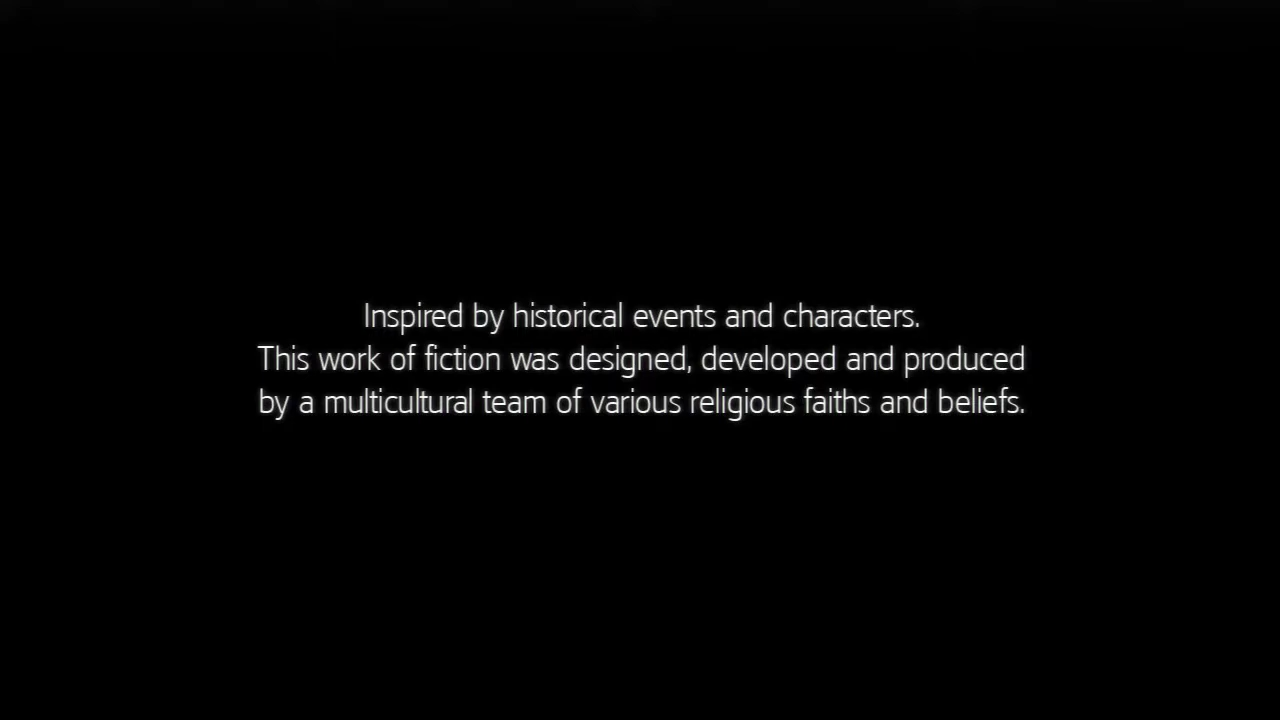 Inspired by historical events and characters.
This work of fiction was designed, developed and produced
by a multicultural team of various religious faiths and beliefs.